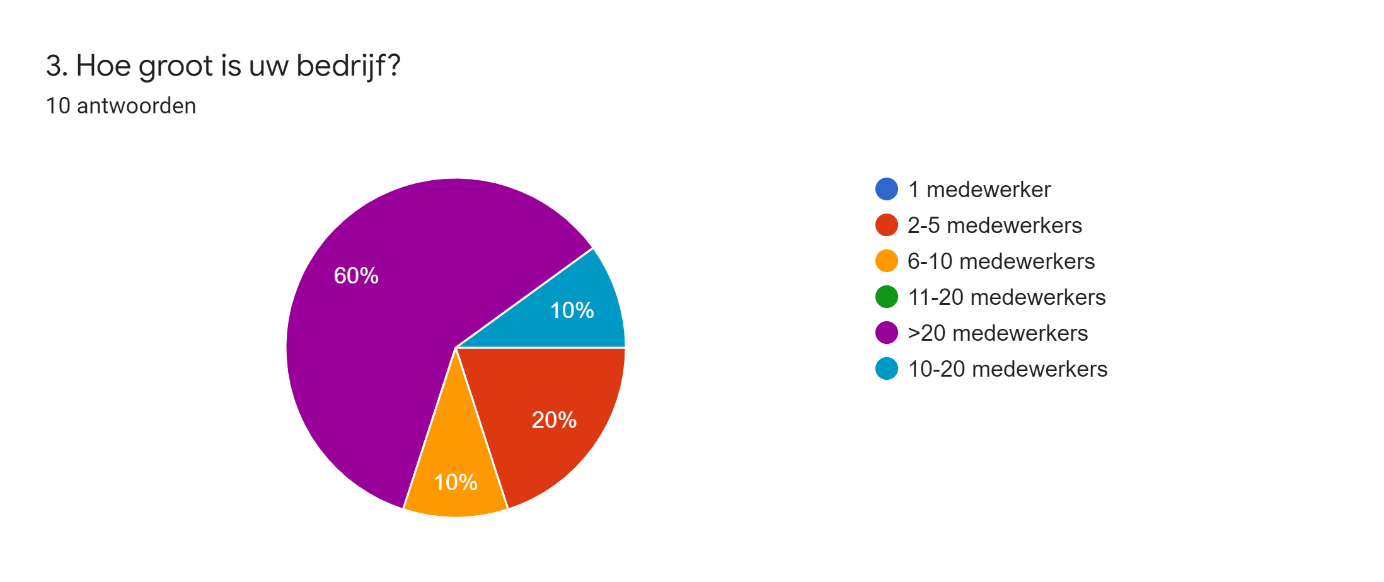 3. Hoe groot is uw bedrijf?
10 antwoorden
60%
10%
20%
10%
1 medewerker
2-5 medewerkers
6-10 medewerkers
11-20 medewerkers
>20 medewerkers
10-20 medewerkers